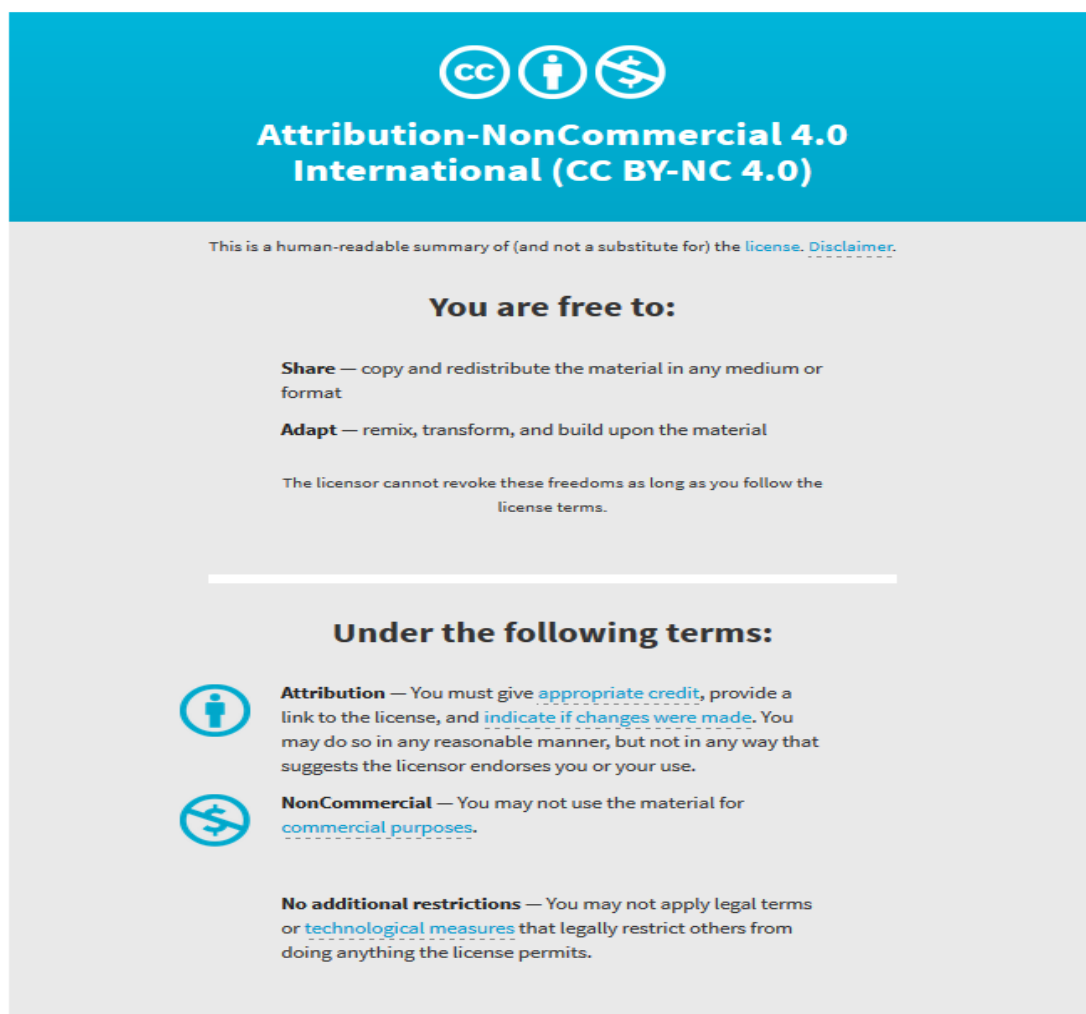 cc
Attribution-NonCommercial 4.0
International (CC BY-NC 4.0)
This is a human-readable summary of (and not a substitute for) the license. Disclaimer.
You are free to:
Share — copy and redistribute the material in any medium or
format
Adapt — remix, transform, and build upon the material
The licensor cannot revoke these freedoms as long as you follow the
license terms.
Under the following terms:
Attribution — You must give appropriate credit, provide a
link to the license, and indicate if changes were made. You
may do so in any reasonable manner, but not in any way that
suggests the licensor endorses you or your use.
NonCommercial — You may not use the material for
commercial purposes.
No additional restrictions — You may not apply legal terms
or technological measures that legally restrict others from
doing anything the license permits.